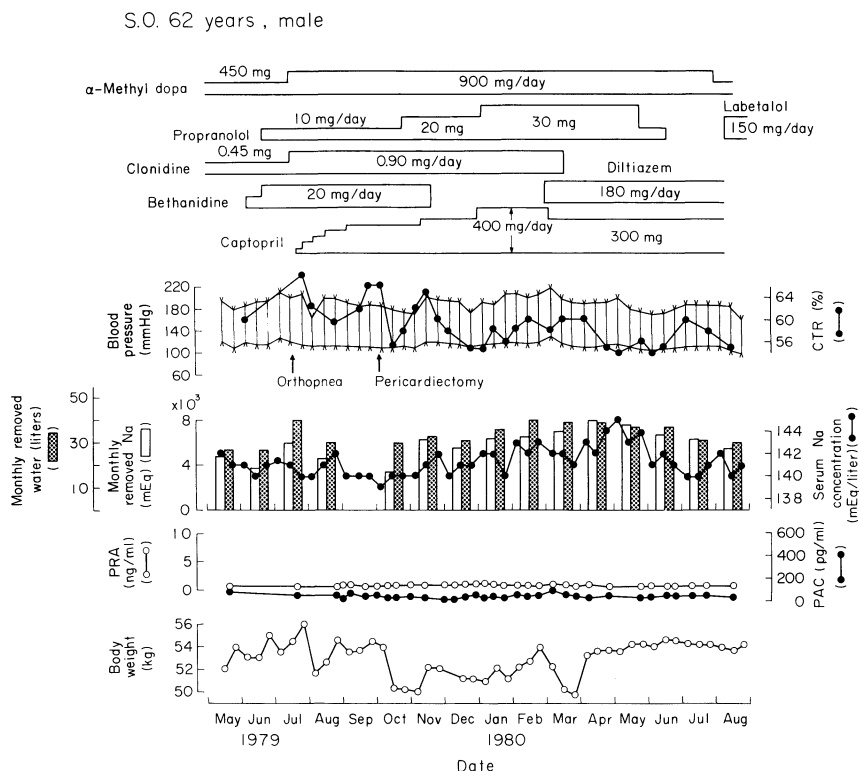 S.O. 62 years , male
450 mg
α-Methyl dopa
900 mg/day
Labetalol
150 mg/day
10 mg/day
20 mg
30 mg
Propranolol
0.45 mg
Clonidine
0.90 mg/day
Diltiazem
180 mg/day
Bethanidine
20 mg/day
Captopril
400 mg/day
300 mg
Blood pressure (mmHg)
220
180
140
100
60
64
60
56
CTR (%)
Orthopnea
Pericardiectomy
Monthly removed water (liters)
50
30
10
Monthly removed Na (mEq)
x10³
8
4
0
144
142
140
138
Serum Na concentration (mEq/liter)
PRA (ng/ml)
10
5
0
600
400
200
0
PAC (pg/ml)
Body weight (kg)
56
54
52
50
May Jun Jul Aug Sep Oct Nov Dec Jan Feb Mar Apr May Jun Jul Aug
1979 1980
Date